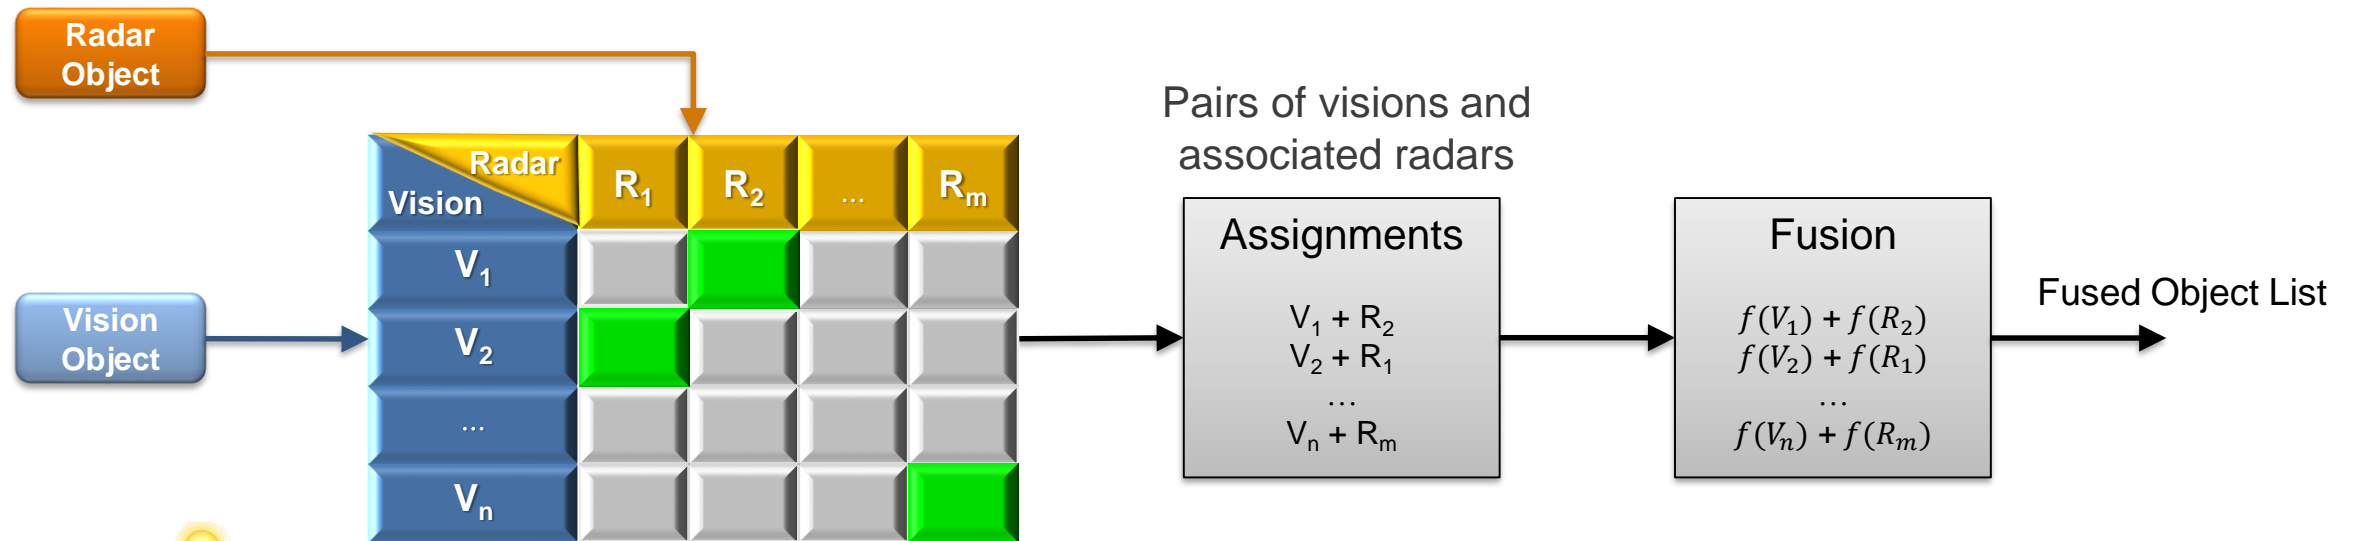 Radar
Object
Pairs of visions and
associated radars
Radar
Vision
R₁ R₂ ... Rₘ
V₁
V₂
...
Vₙ
Vision
Object
Assignments
V₁ + R₂
V₂ + R₁
...
Vₙ + Rₘ
Fusion
f(V₁) + f(R₂)
f(V₂) + f(R₁)
...
f(Vₙ) + f(Rₘ)
Fused Object List